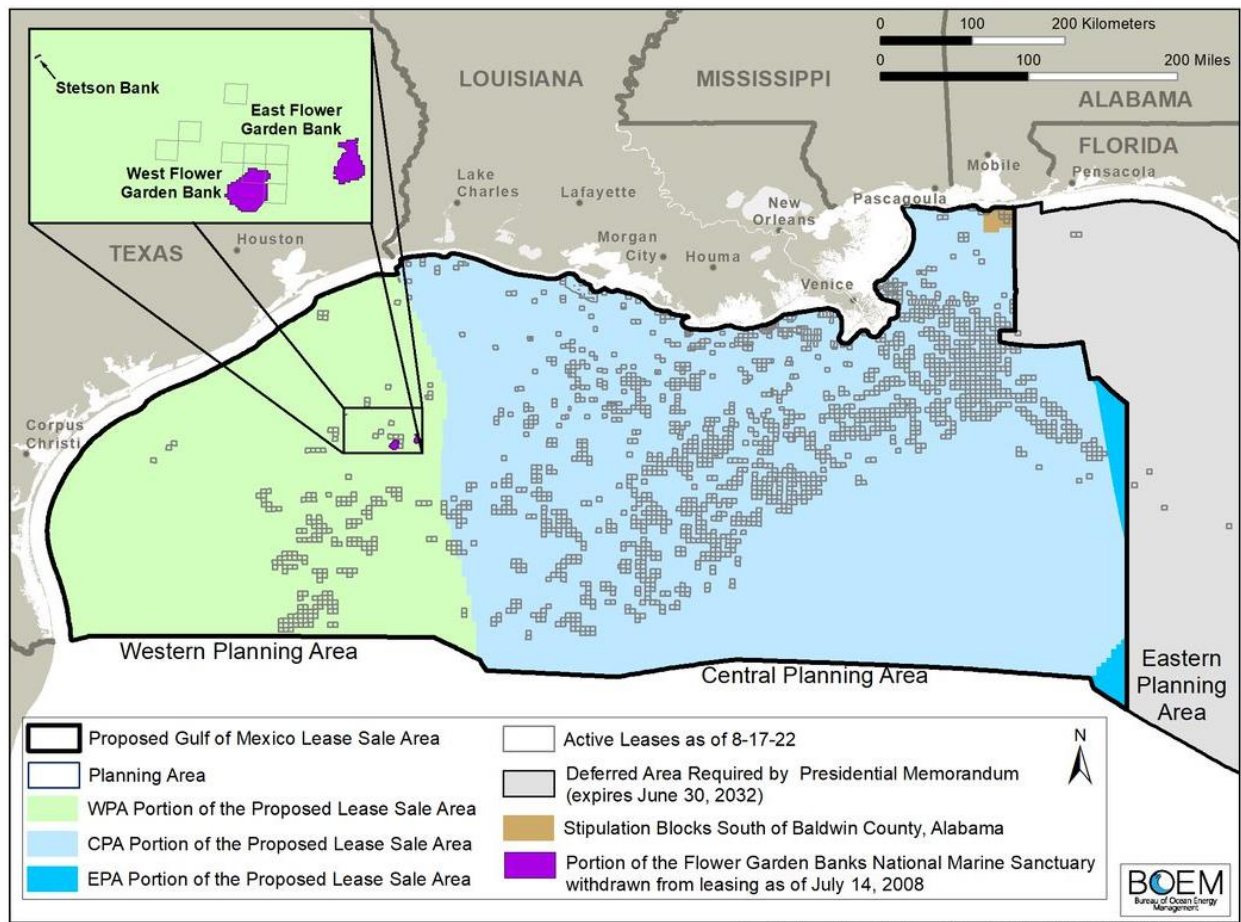 0 100 200 Kilometers
0 100 200 Miles
Stetson Bank
East Flower
Garden Bank
West Flower
Garden Bank
LOUISIANA
MISSISSIPPI
ALABAMA
FLORIDA
TEXAS
Mobile
Pensacola
Pascagoula
Lake
Charles
Lafayette
New
Orleans
Houston
Morgan
City
Houma
Venice
Corpus
Christi
Western Planning Area
Central Planning Area
Eastern
Planning
Area
Proposed Gulf of Mexico Lease Sale Area
Planning Area
WPA Portion of the Proposed Lease Sale Area
CPA Portion of the Proposed Lease Sale Area
EPA Portion of the Proposed Lease Sale Area
Active Leases as of 8-17-22
Deferred Area Required by Presidential Memorandum
(expires June 30, 2032)
Stipulation Blocks South of Baldwin County, Alabama
Portion of the Flower Garden Banks National Marine Sanctuary
withdrawn from leasing as of July 14, 2008
N
BOEM
Bureau of Ocean Energy
Management